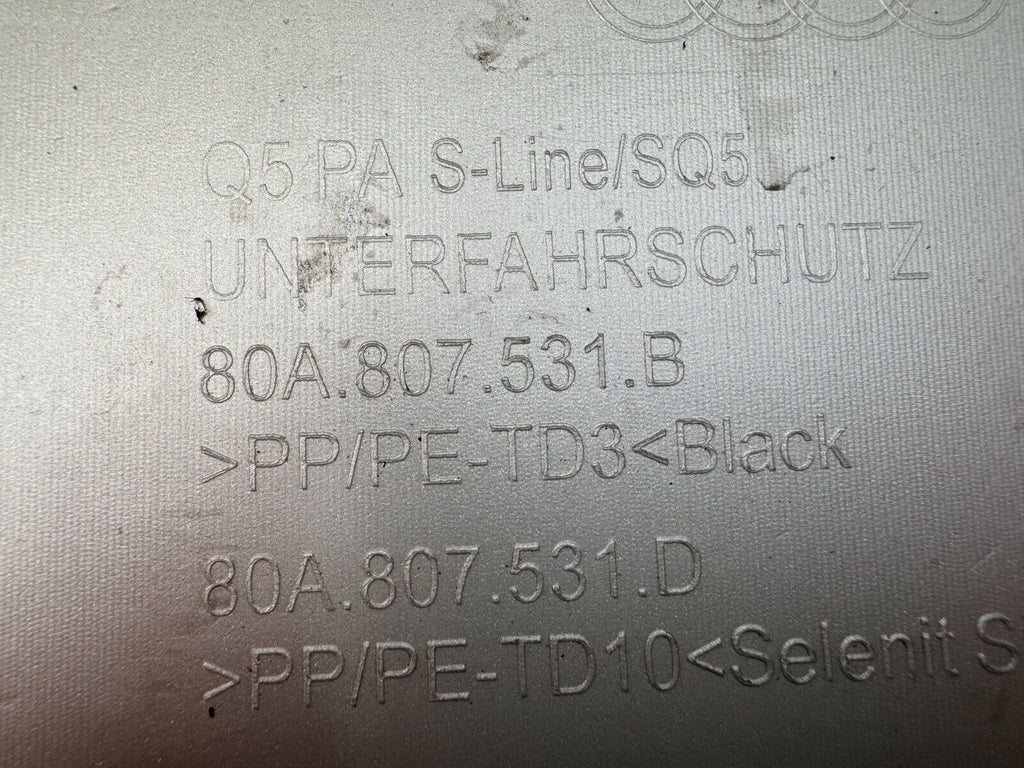 Q5 PA S-Line/SQ5
UNTERFAHRSCHUTZ
80A.807.531.B
>PP/PE-TD3<Black
80A.807.531.D
>PP/PE-TD10<Selenit S